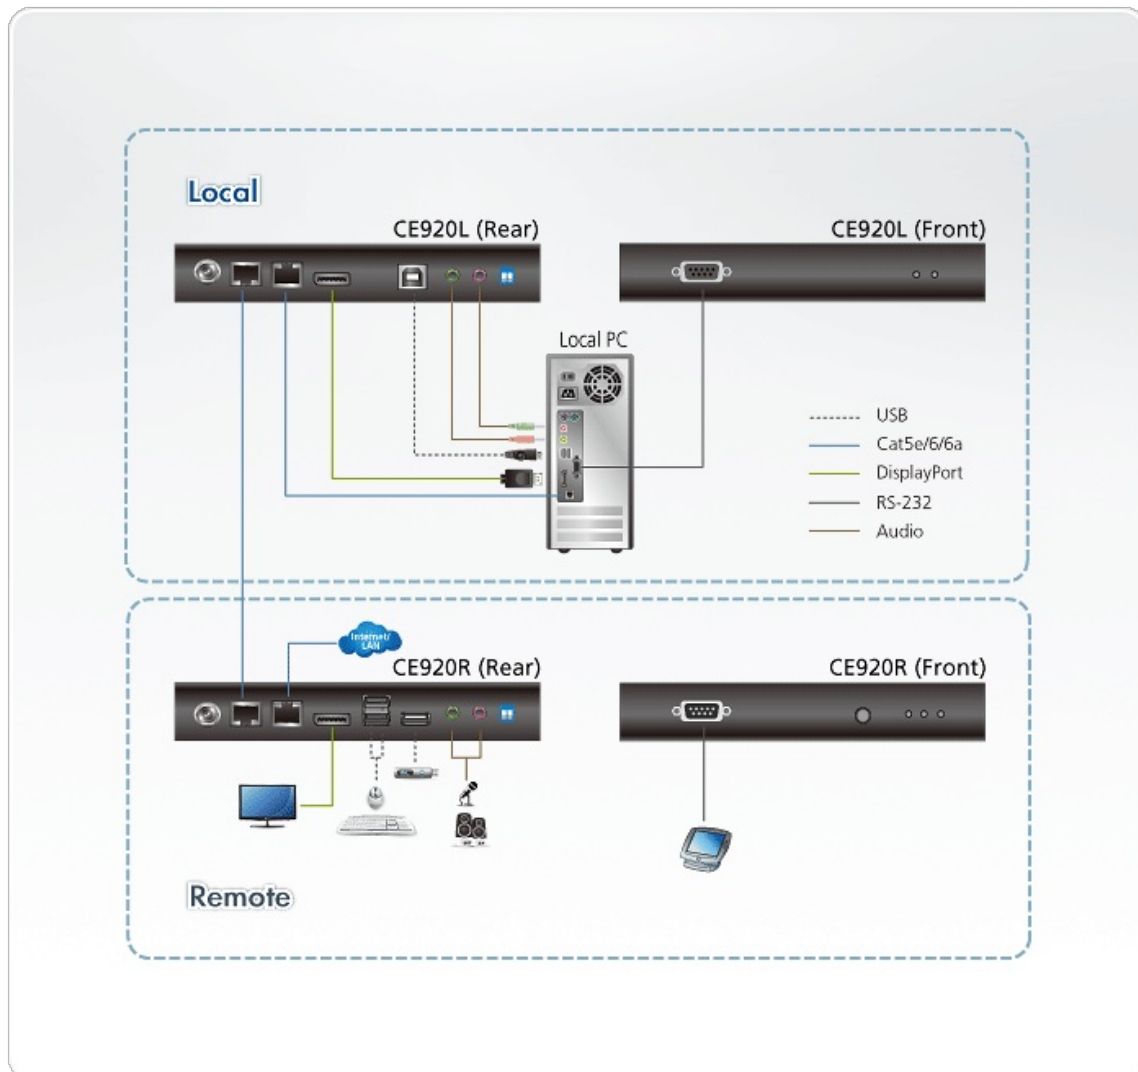 Local
CE920L (Rear)
CE920L (Front)
Local PC
USB
Cat5e/6/6a
DisplayPort
RS-232
Audio
Internet/
LAN
CE920R (Rear)
CE920R (Front)
Remote